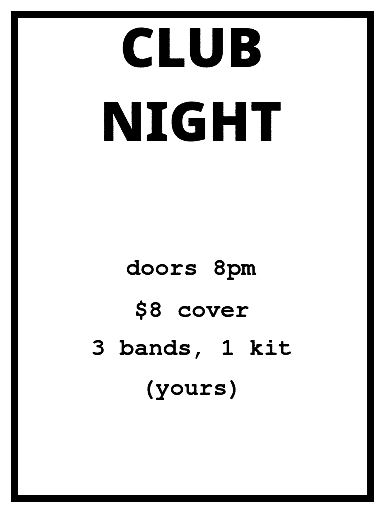 CLUB
NIGHT
doors 8pm
$8 cover
3 bands, 1 kit
(yours)